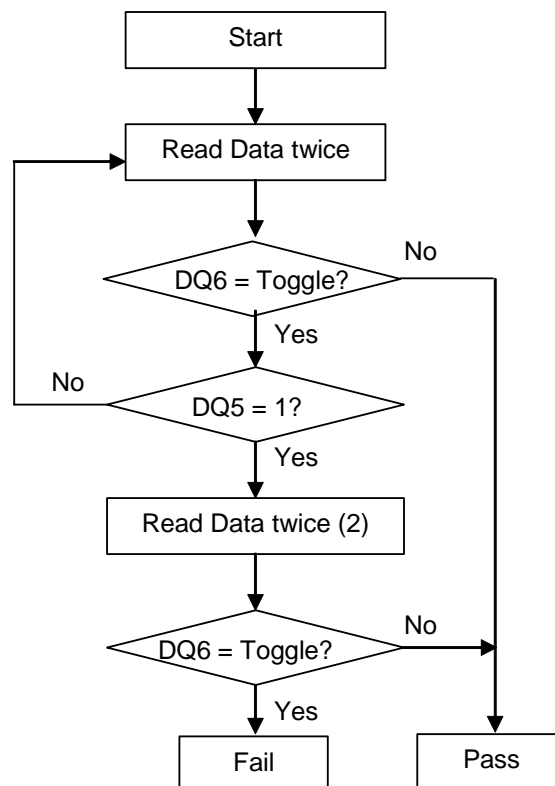 Start
Read Data twice
No
DQ6 = Toggle?
Yes
No
DQ5 = 1?
Yes
Read Data twice (2)
No
DQ6 = Toggle?
Yes
Fail
Pass